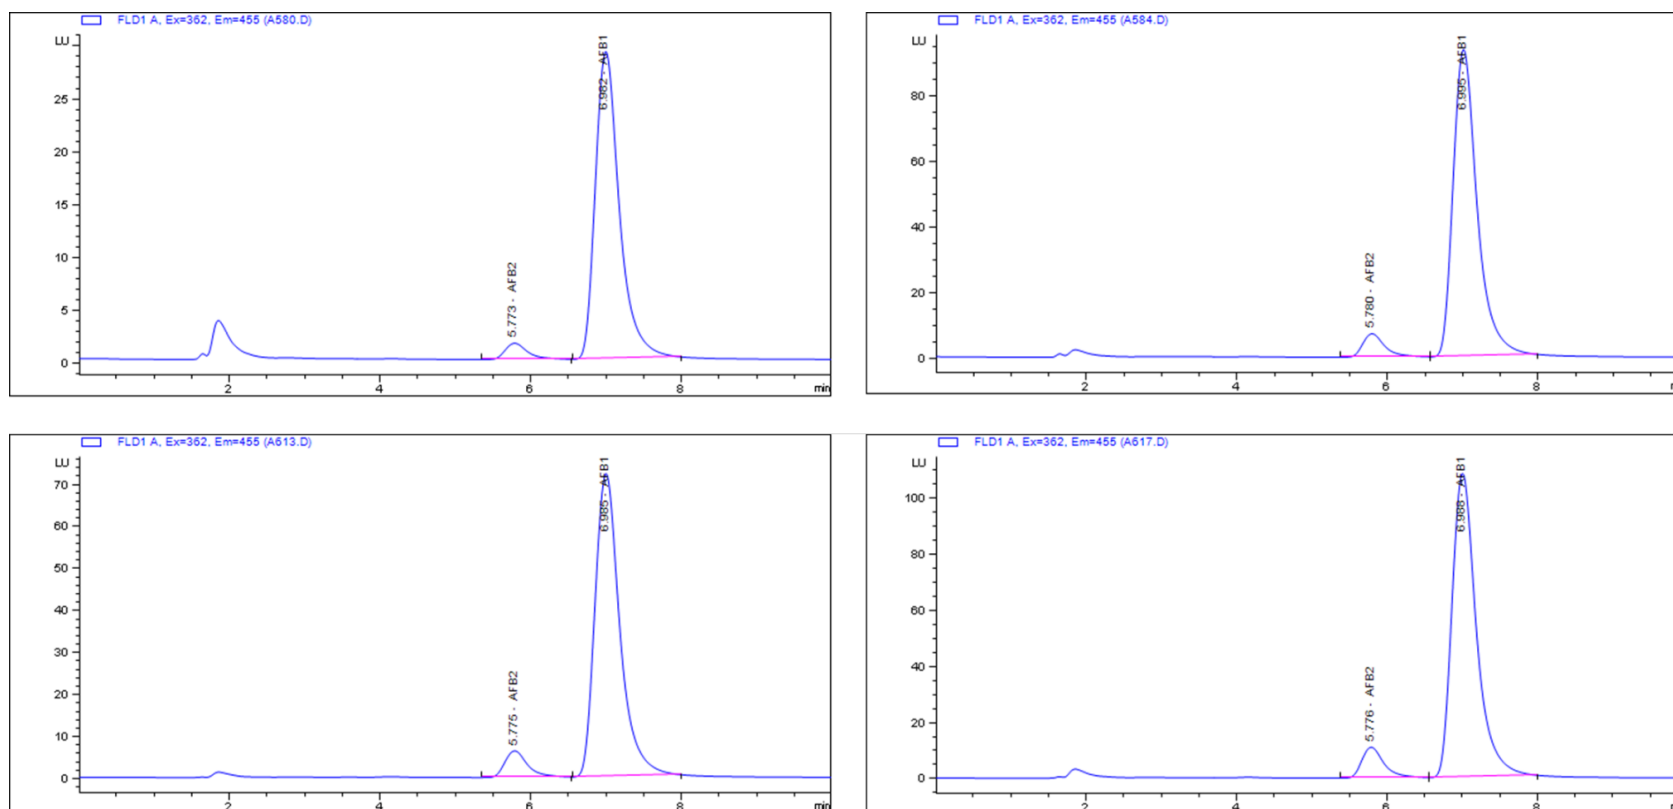 FLD1 A, Ex=362, Em=455 (A580.D)
LU
25
20
15
10
5
0
5.773 - AFB2
6.982 - AFB1
2
4
6
8
min
FLD1 A, Ex=362, Em=455 (A584.D)
LU
80
60
40
20
0
5.780 - AFB2
6.995 - AFB1
2
4
6
8
FLD1 A, Ex=362, Em=455 (A613.D)
LU
70
60
50
40
30
20
10
0
5.775 - AFB2
6.985 - AFB1
2
4
6
8
min
FLD1 A, Ex=362, Em=455 (A617.D)
LU
100
80
60
40
20
0
5.776 - AFB2
6.988 - AFB1
2
4
6
8